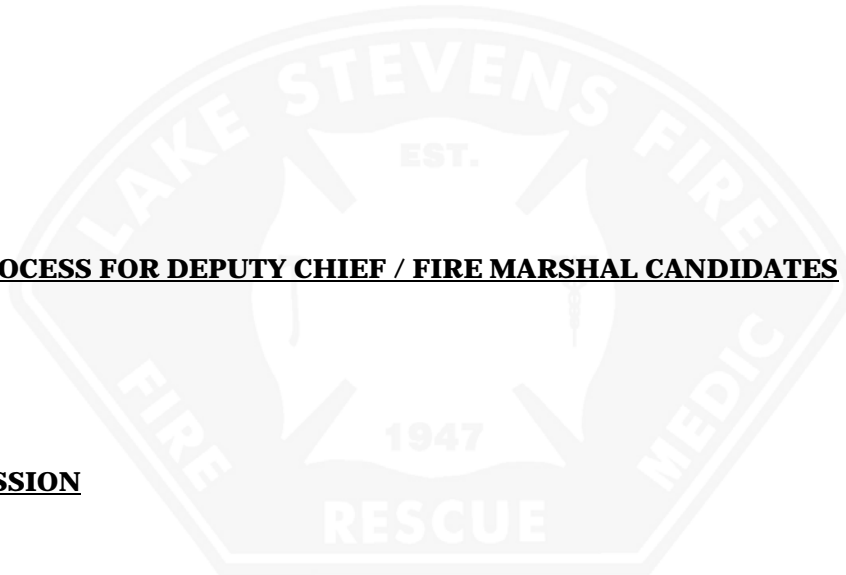 LAKE STEVENS FIRE
EST.
OCESS FOR DEPUTY CHIEF / FIRE MARSHAL CANDIDATES
FIRE
MEDIC
1947
SSION
RESCUE